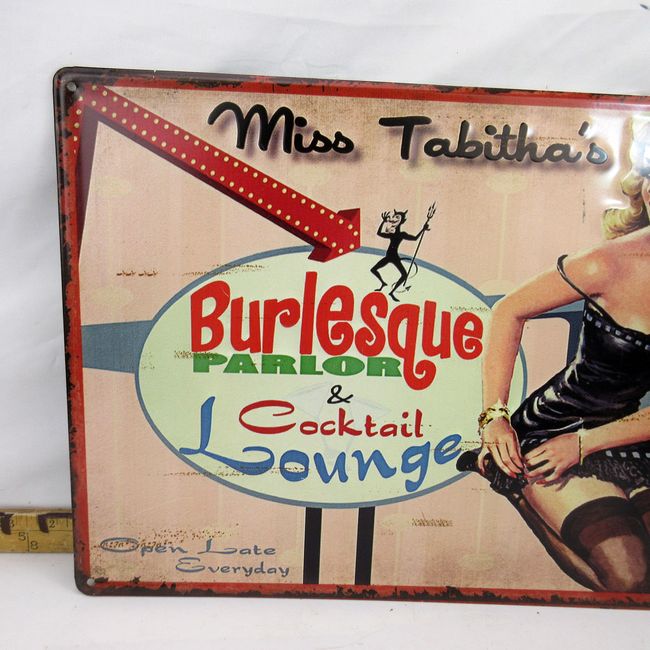 Miss Tabitha's
Burlesque
PARLOR
&
Cocktail
Lounge
Open Late
Everyday